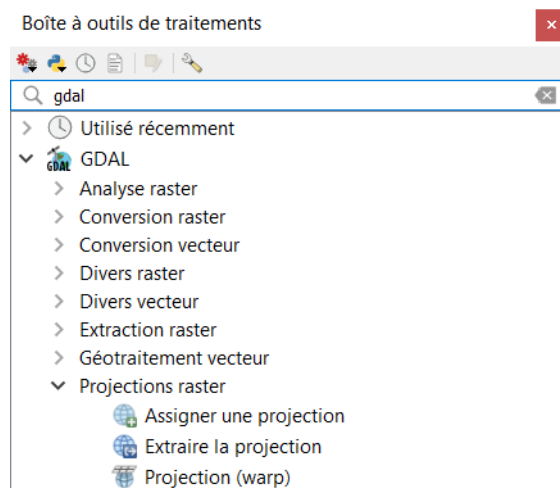 Boîte à outils de traitements
gdal
Utilisé récemment
GDAL GDAL
Analyse raster
Conversion raster
Conversion vecteur
Divers raster
Divers vecteur
Extraction raster
Géotraitement vecteur
Projections raster
Assigner une projection
Extraire la projection
Projection (warp)